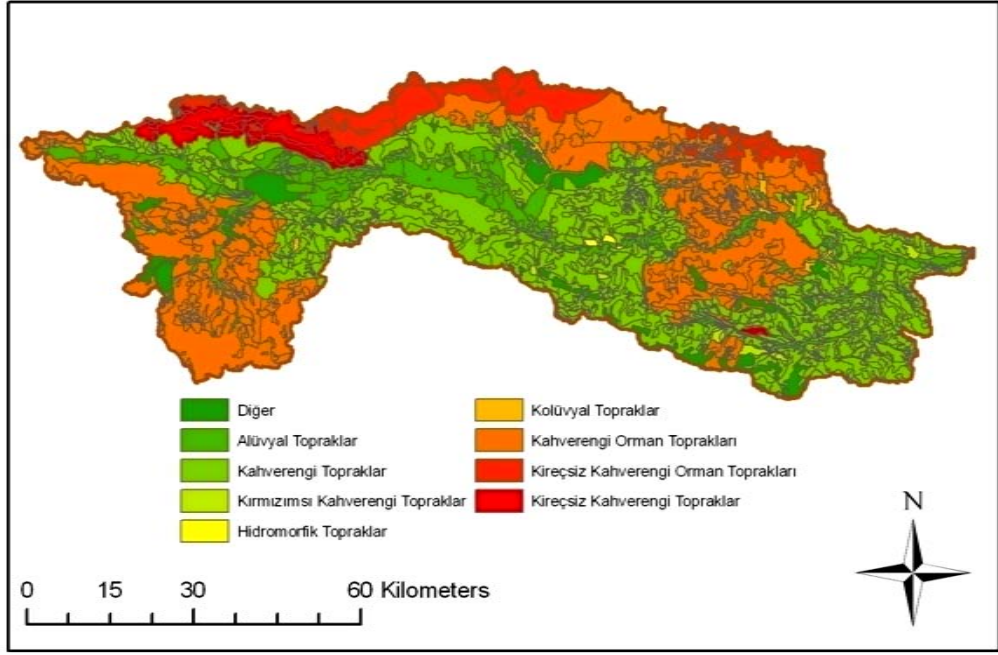 Diğer
Alüvyal Topraklar
Kahverengi Topraklar
Kırmızımsı Kahverengi Topraklar
Hidromorfik Topraklar
Kolüvyal Topraklar
Kahverengi Orman Toprakları
Kireçsiz Kahverengi Orman Toprakları
Kireçsiz Kahverengi Topraklar
N
0 15 30 60 Kilometers